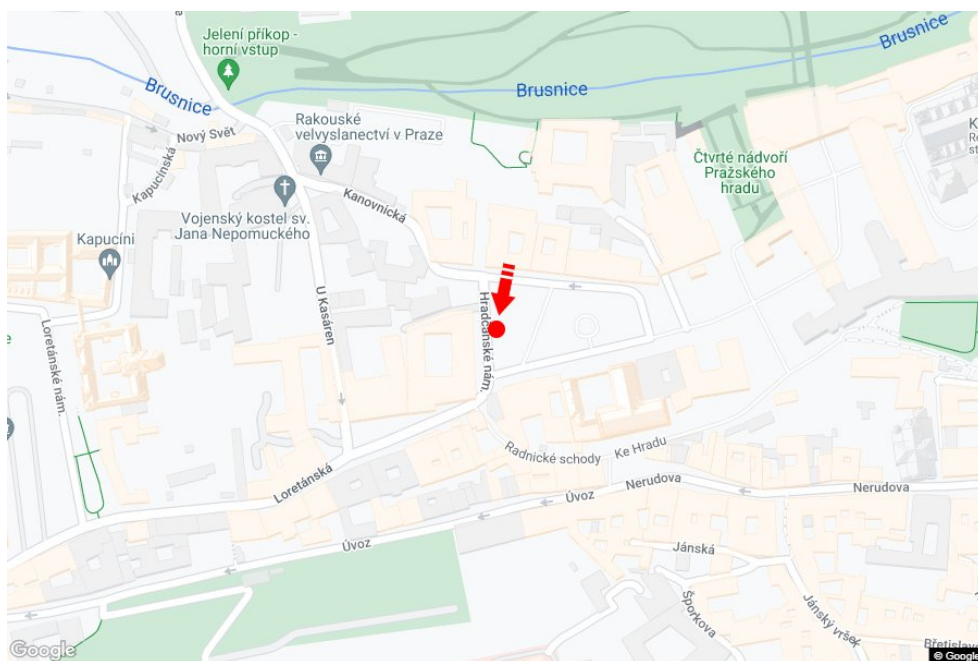 Jelení příkop -
horní vstup
Brusnice
Brusnice
Brusnice
Nový Svět
Rakouské
velvyslanectví v Praze
Kapucínská
Kanovnická
Vojenský kostel sv.
Jana Nepomuckého
Čtvrté nádvoří
Pražského
hradu
Kapucíni
U Kasáren
Hradčanské nám.
Loretánské nám.
Loretánská
Radnické schody
Ke Hradu
Úvoz
Nerudova
Nerudova
Úvoz
Jánská
Šporkova
Jánský vršek
Břetislav
Google
© Google